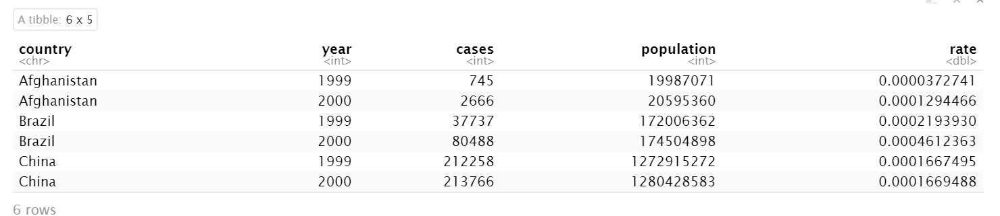 A tibble: 6 x 5
country year cases population rate
<chr> <int> <int> <int> <dbl>
Afghanistan 1999 745 19987071 0.0000372741
Afghanistan 2000 2666 20595360 0.0001294466
Brazil 1999 37737 172006362 0.0002193930
Brazil 2000 80488 174504898 0.0004612363
China 1999 212258 1272915272 0.0001667495
China 2000 213766 1280428583 0.0001669488
6 rows